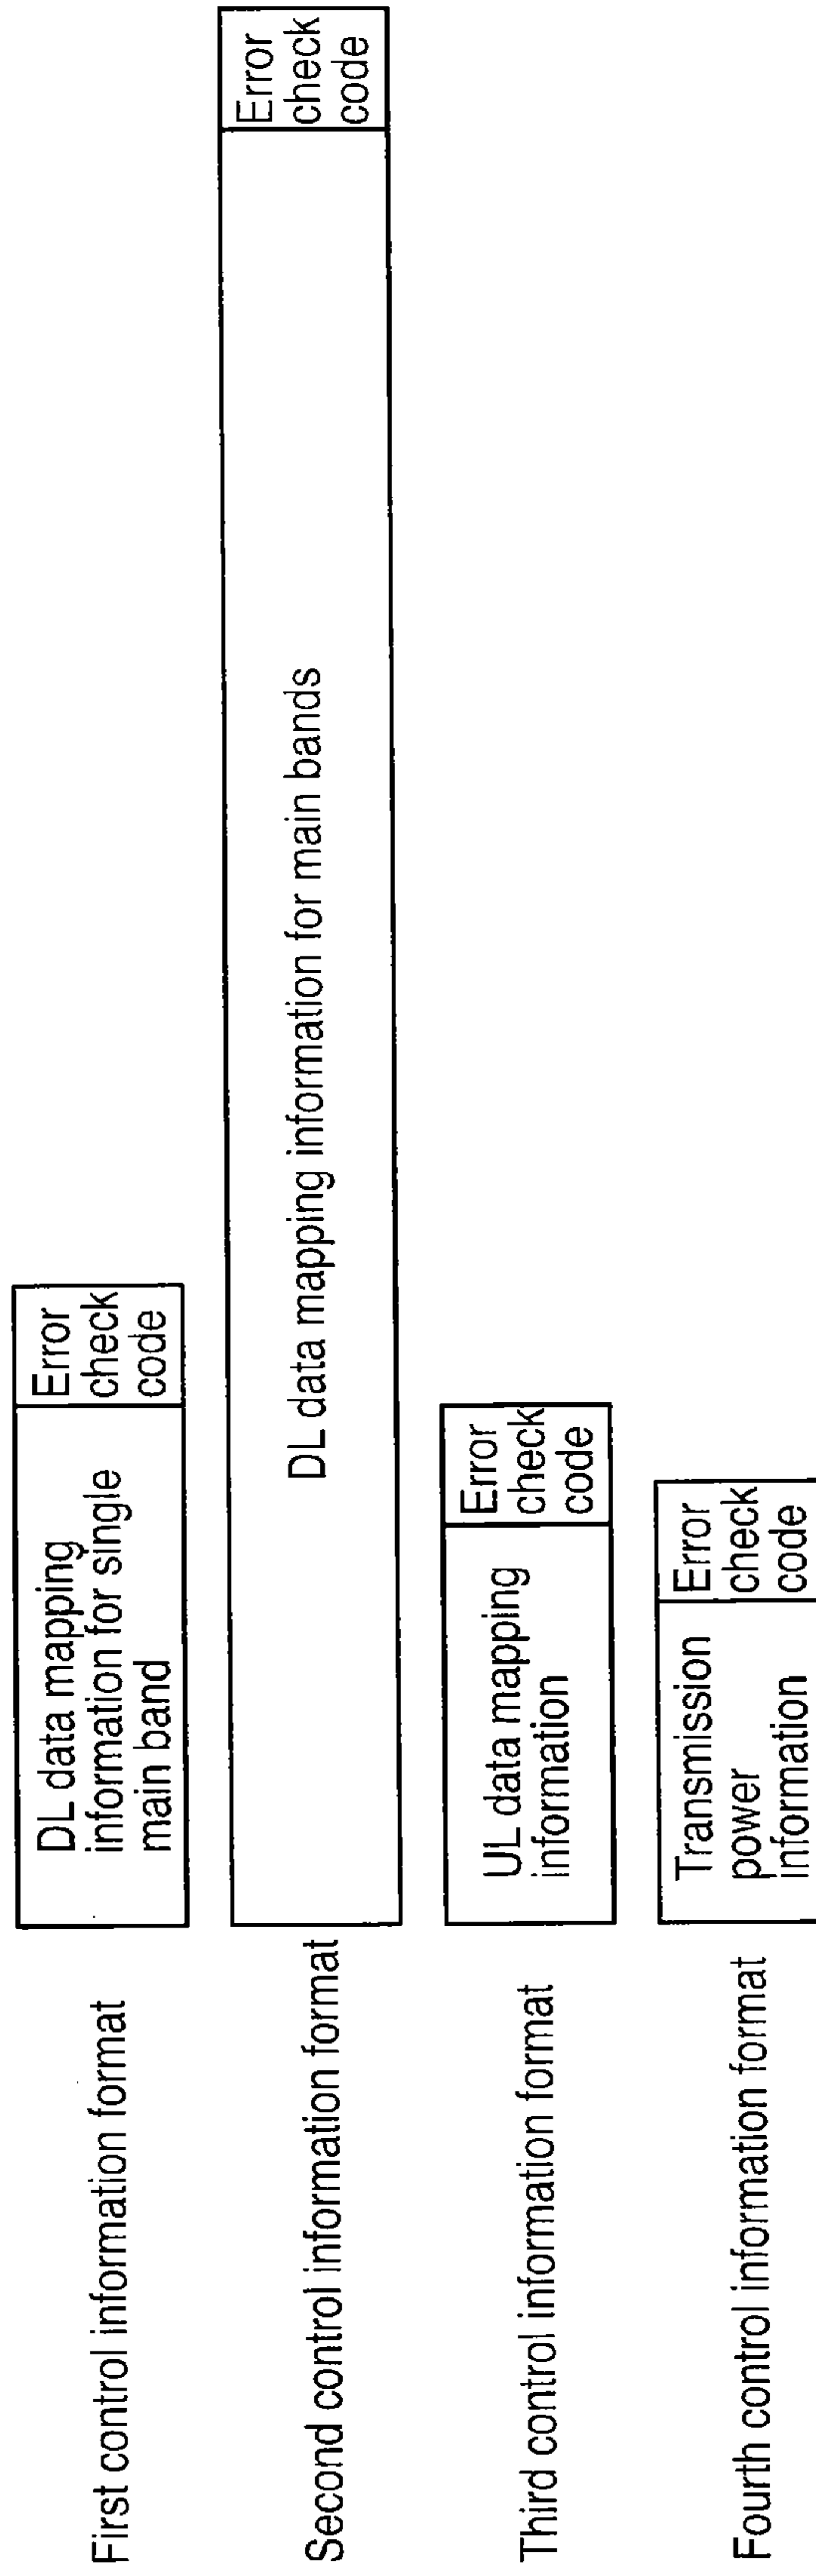 First control information format
DL data mapping
information for single
main band
Error
check
code
Second control information format
DL data mapping information for main bands
Error
check
code
Third control information format
UL data mapping
information
Error
check
code
Fourth control information format
Transmission
power
information
Error
check
code